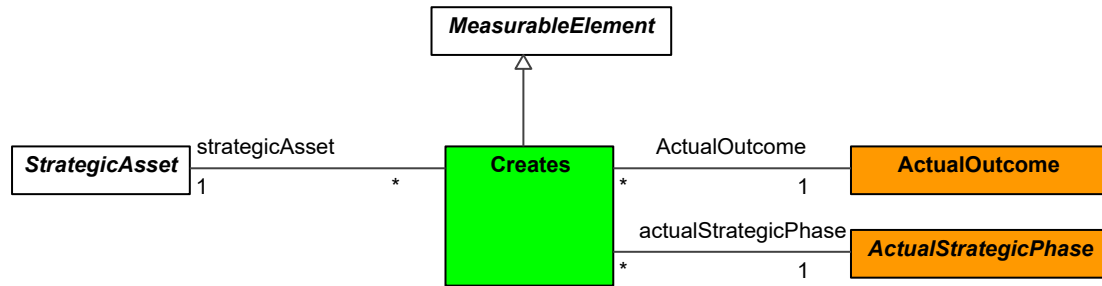 MeasurableElement
strategicAsset
StrategicAsset
1
*
Creates
ActualOutcome
*
1
ActualOutcome
actualStrategicPhase
*
1
ActualStrategicPhase